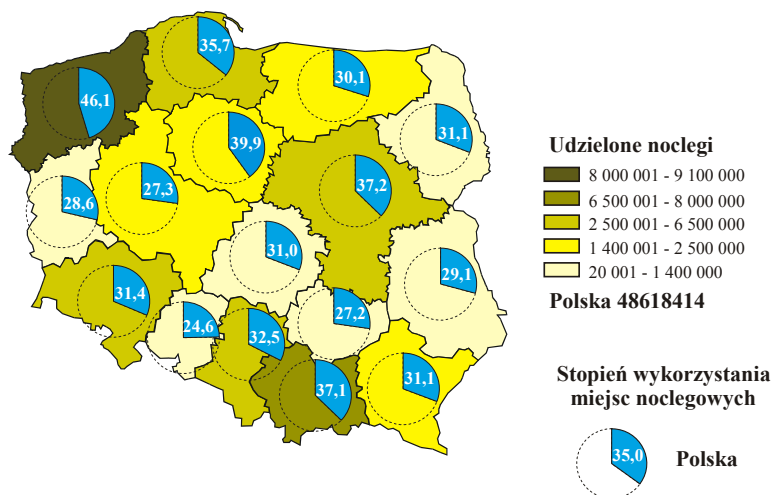 35,7
30,1
46,1
31,1
39,9
37,2
27,3
28,6
31,0
29,1
31,4
24,6
27,2
32,5
37,1
31,1
Udzielone noclegi
8 000 001 - 9 100 000
6 500 001 - 8 000 000
2 500 001 - 6 500 000
1 400 001 - 2 500 000
20 001 - 1 400 000
Polska 48618414
Stopień wykorzystania
miejsc noclegowych
35,0
Polska